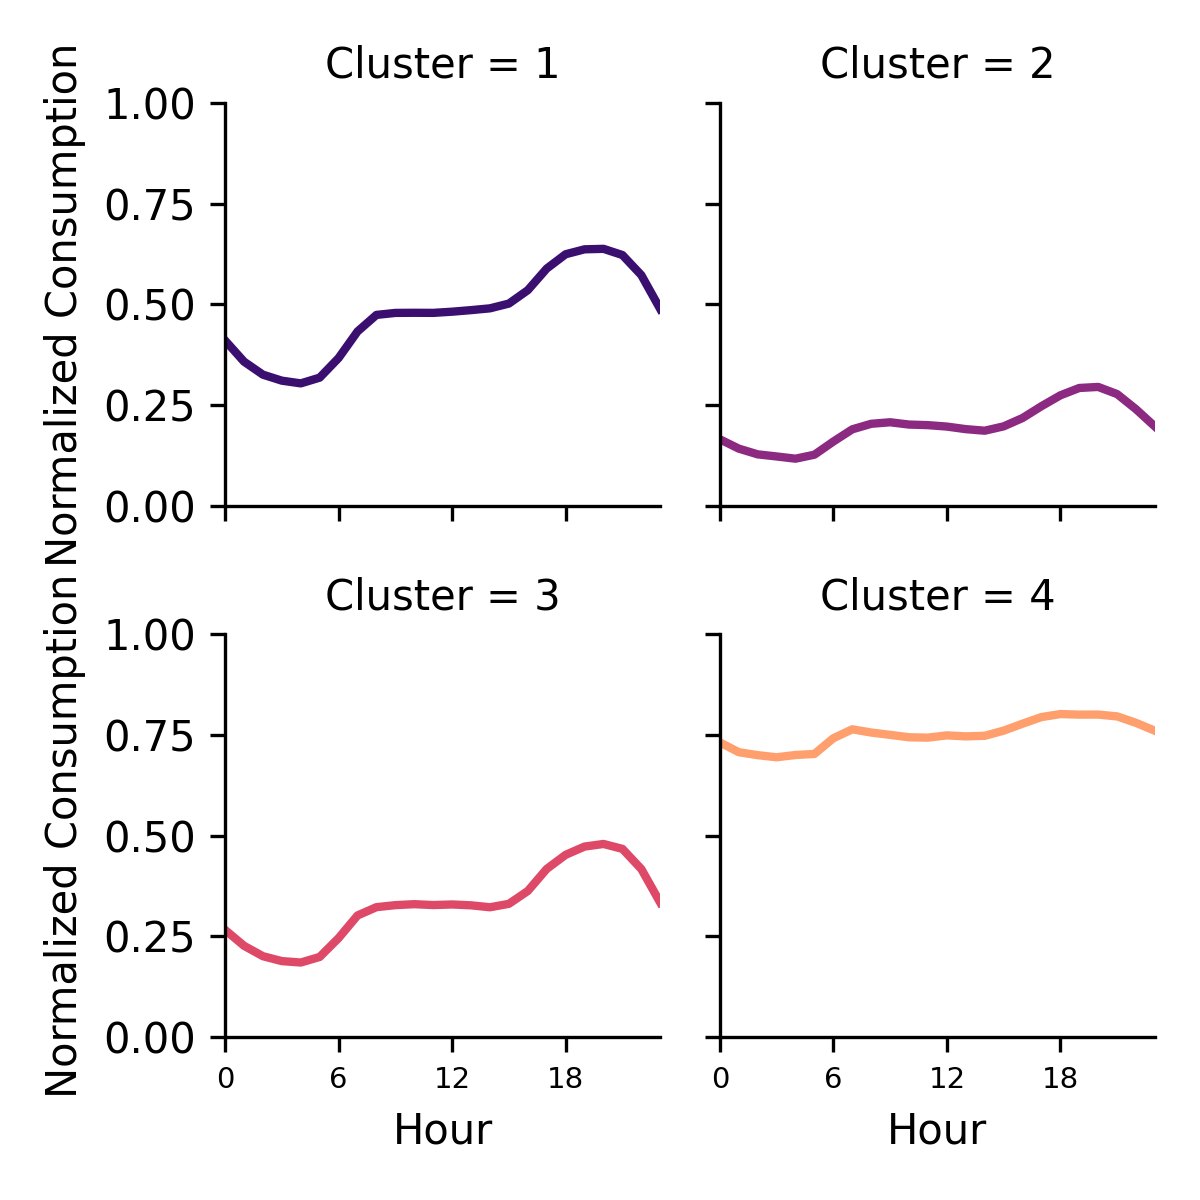 Cluster = 1
Cluster = 2
Normalized Consumption
1.00
0.75
0.50
0.25
0.00
Cluster = 3
Cluster = 4
Normalized Consumption
1.00
0.75
0.50
0.25
0.00
0 6 12 18
0 6 12 18
Hour
Hour